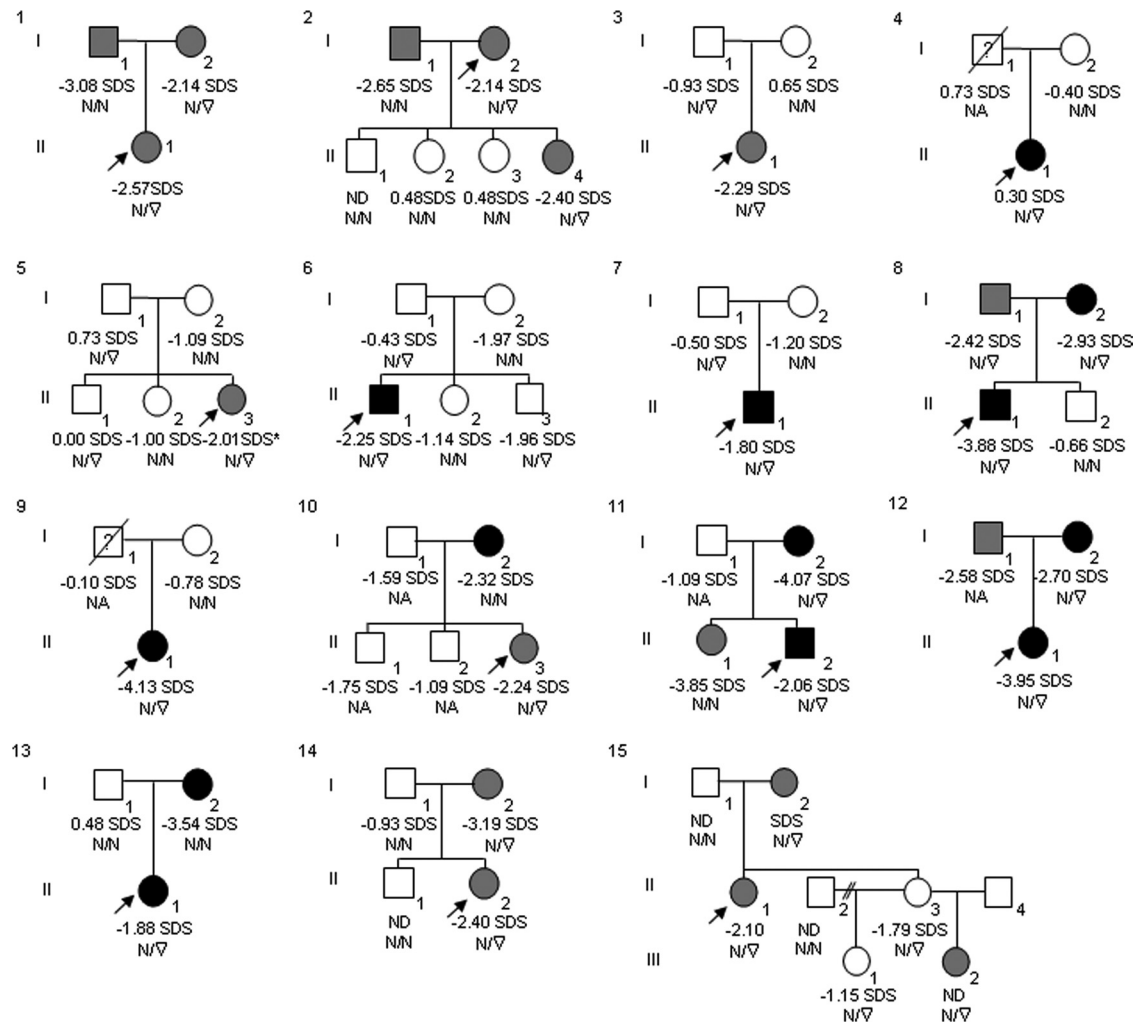 1
I
1
2
-3.08 SDS
-2.14 SDS
N/N
N/∇
II
1
-2.57SDS
N/∇
2
I
1
2
-2.65 SDS
-2.14 SDS
N/N
N/∇
II
1
2
3
4
ND
0.48SDS
0.48SDS
-2.40 SDS
N/N
N/N
N/N
N/∇
3
I
1
2
-0.93 SDS
0.65 SDS
N/∇
N/N
II
1
-2.29 SDS
N/∇
4
I
?
1
2
0.73 SDS
-0.40 SDS
NA
N/N
II
1
0.30 SDS
N/∇
5
I
1
2
0.73 SDS
-1.09 SDS
N/∇
N/N
II
1
2
3
0.00 SDS
-1.00 SDS
-2.01SDS*
N/∇
N/N
N/∇
6
I
1
2
-0.43 SDS
-1.97 SDS
N/∇
N/N
II
1
2
3
-2.25 SDS
-1.14 SDS
-1.96 SDS
N/∇
N/N
N/∇
7
I
1
2
-0.50 SDS
-1.20 SDS
N/∇
N/N
II
1
-1.80 SDS
N/∇
8
I
1
2
-2.42 SDS
-2.93 SDS
N/∇
N/∇
II
1
2
-3.88 SDS
-0.66 SDS
N/∇
N/N
9
I
?
1
2
-0.10 SDS
-0.78 SDS
NA
N/N
II
1
-4.13 SDS
N/∇
10
I
1
2
-1.59 SDS
-2.32 SDS
NA
N/N
II
1
2
3
-1.75 SDS
-1.09 SDS
-2.24 SDS
NA
NA
N/∇
11
I
1
2
-1.09 SDS
-4.07 SDS
NA
N/∇
II
1
2
-3.85 SDS
-2.06 SDS
N/N
N/∇
12
I
1
2
-2.58 SDS
-2.70 SDS
NA
N/∇
II
1
-3.95 SDS
N/∇
13
I
1
2
0.48 SDS
-3.54 SDS
N/N
N/N
II
1
-1.88 SDS
N/∇
14
I
1
2
-0.93 SDS
-3.19 SDS
N/N
N/∇
II
1
2
ND
-2.40 SDS
N/N
N/∇
15
I
1
2
ND
SDS
N/N
N/∇
II
1
2
3
4
-2.10
ND
-1.79 SDS
N/∇
N/N
N/∇
III
1
2
-1.15 SDS
ND
N/∇
N/∇